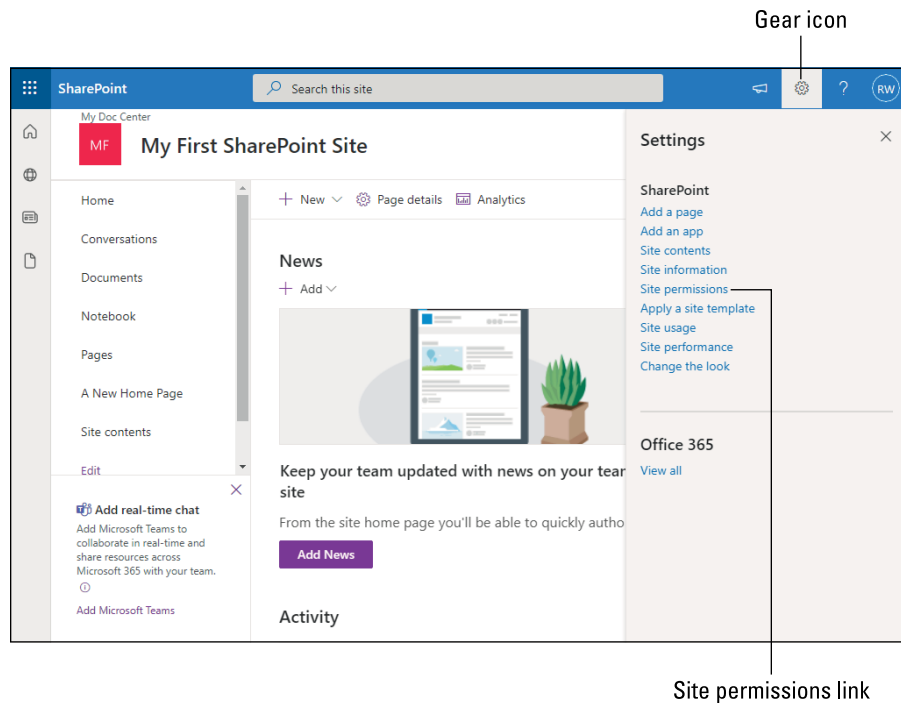 Gear icon
SharePoint
Search this site
?
RW
My Doc Center
MF
My First SharePoint Site
Home
Conversations
Documents
Notebook
Pages
A New Home Page
Site contents
Edit
Add real-time chat
Add Microsoft Teams to
collaborate in real-time and
share resources across
Microsoft 365 with your team.
Add Microsoft Teams
+ New
Page details
Analytics
News
+ Add
Keep your team updated with news on your tear
site
From the site home page you'll be able to quickly autho
Add News
Activity
Settings
SharePoint
Add a page
Add an app
Site contents
Site information
Site permissions
Apply a site template
Site usage
Site performance
Change the look
Office 365
View all
Site permissions link